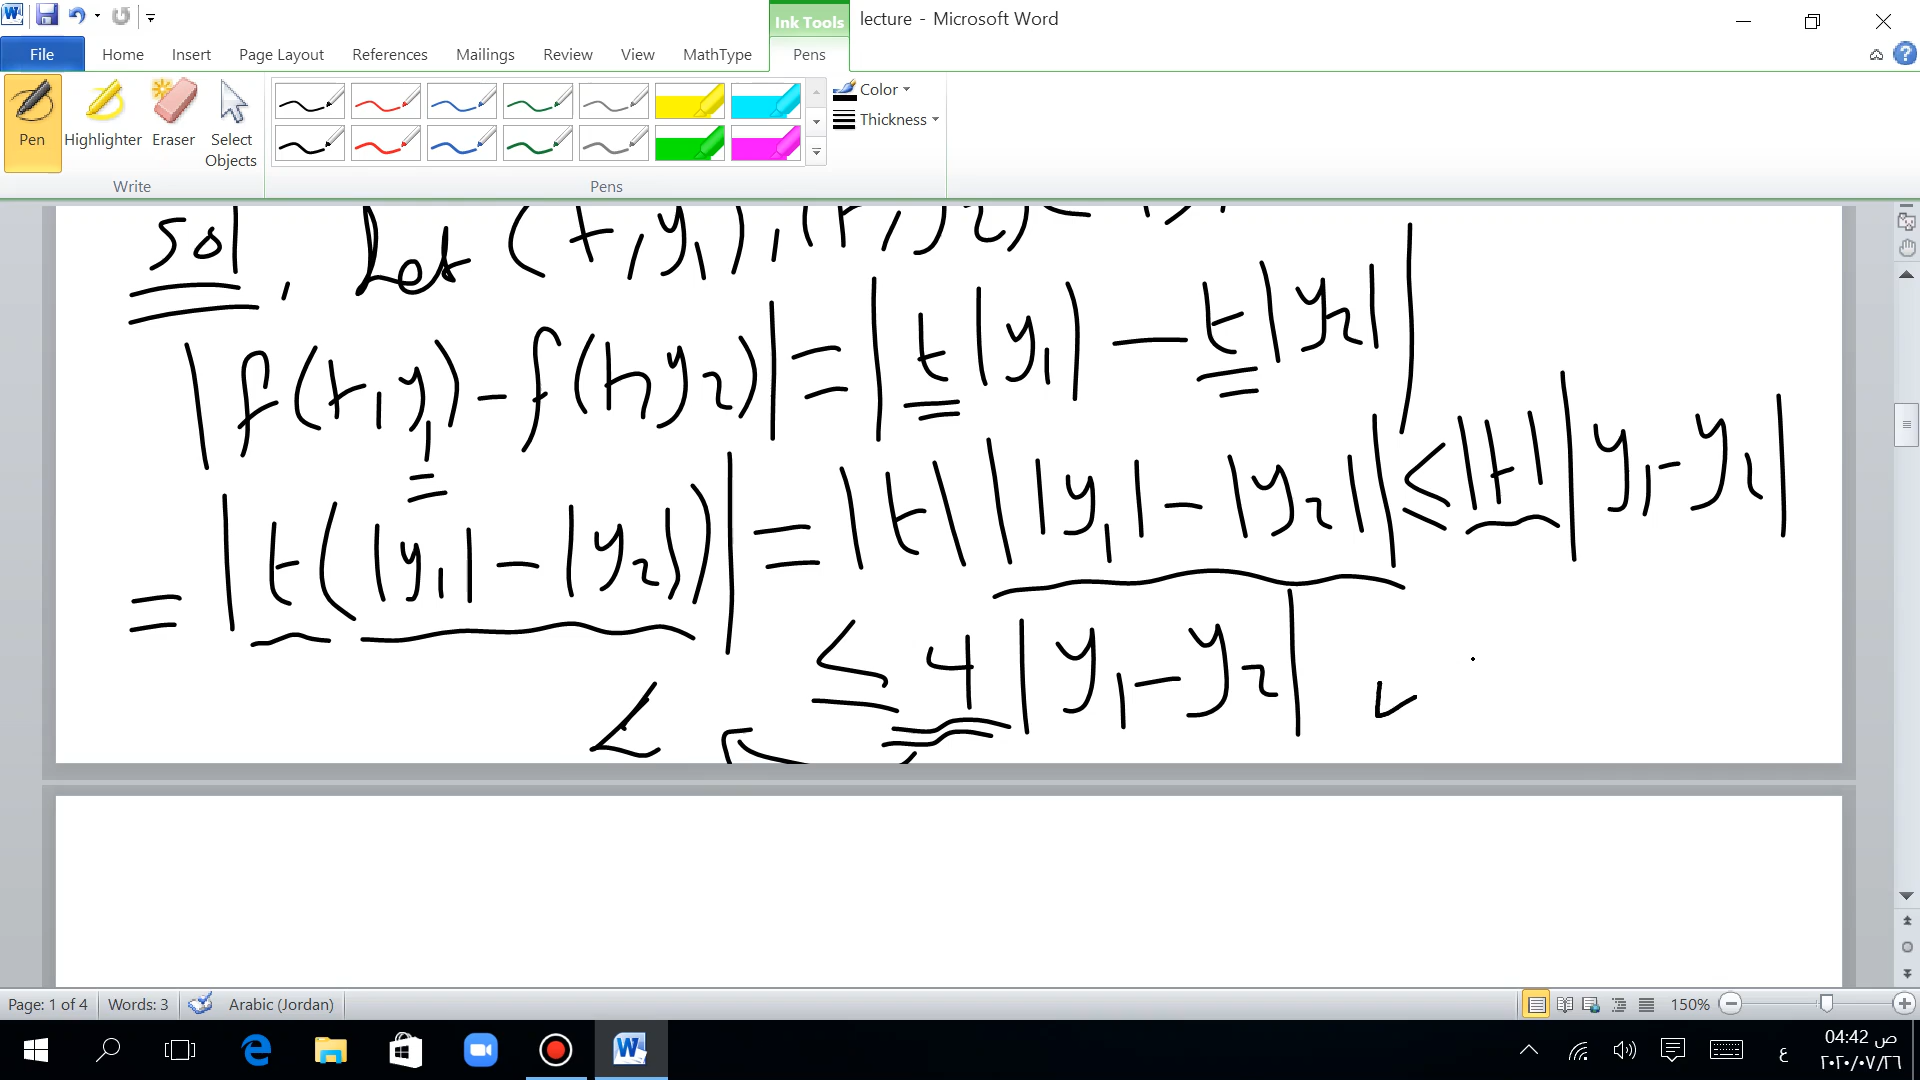 lecture - Microsoft Word
Ink Tools
File Home Insert Page Layout References Mailings Review View MathType Pens
Pen Highlighter Eraser Select Objects
Color
Thickness
Write Pens
Sol. Let (t, y₁), (t, y₂)
|f(t, y₁) - f(t, y₂)| = |t|y₁| - t|y₂||
= |t(|y₁| - |y₂|)| = |t| ||y₁| - |y₂|| ≤ |t| |y₁ - y₂|
≤ 4 |y₁ - y₂|
L
Page: 1 of 4 Words: 3 Arabic (Jordan) 150%
04:42 ص
ع
٢٠٢٠/٠٧/٢٦